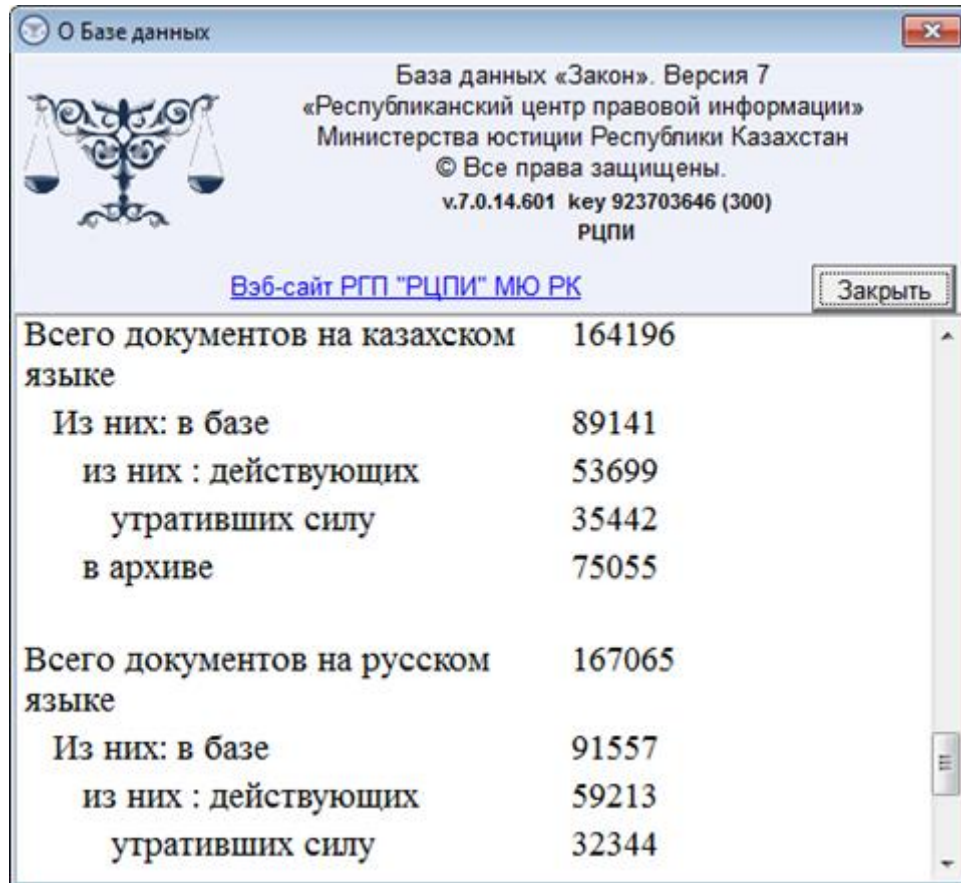 О Базе данных
База данных «Закон». Версия 7
«Республиканский центр правовой информации»
Министерства юстиции Республики Казахстан
© Все права защищены.
v.7.0.14.601 key 923703646 (300)
РЦПИ
Вэб-сайт РГП "РЦПИ" МЮ РК
Закрыть
Всего документов на казахском 164196
языке
Из них: в базе 89141
из них : действующих 53699
утративших силу 35442
в архиве 75055
Всего документов на русском 167065
языке
Из них: в базе 91557
из них : действующих 59213
утративших силу 32344